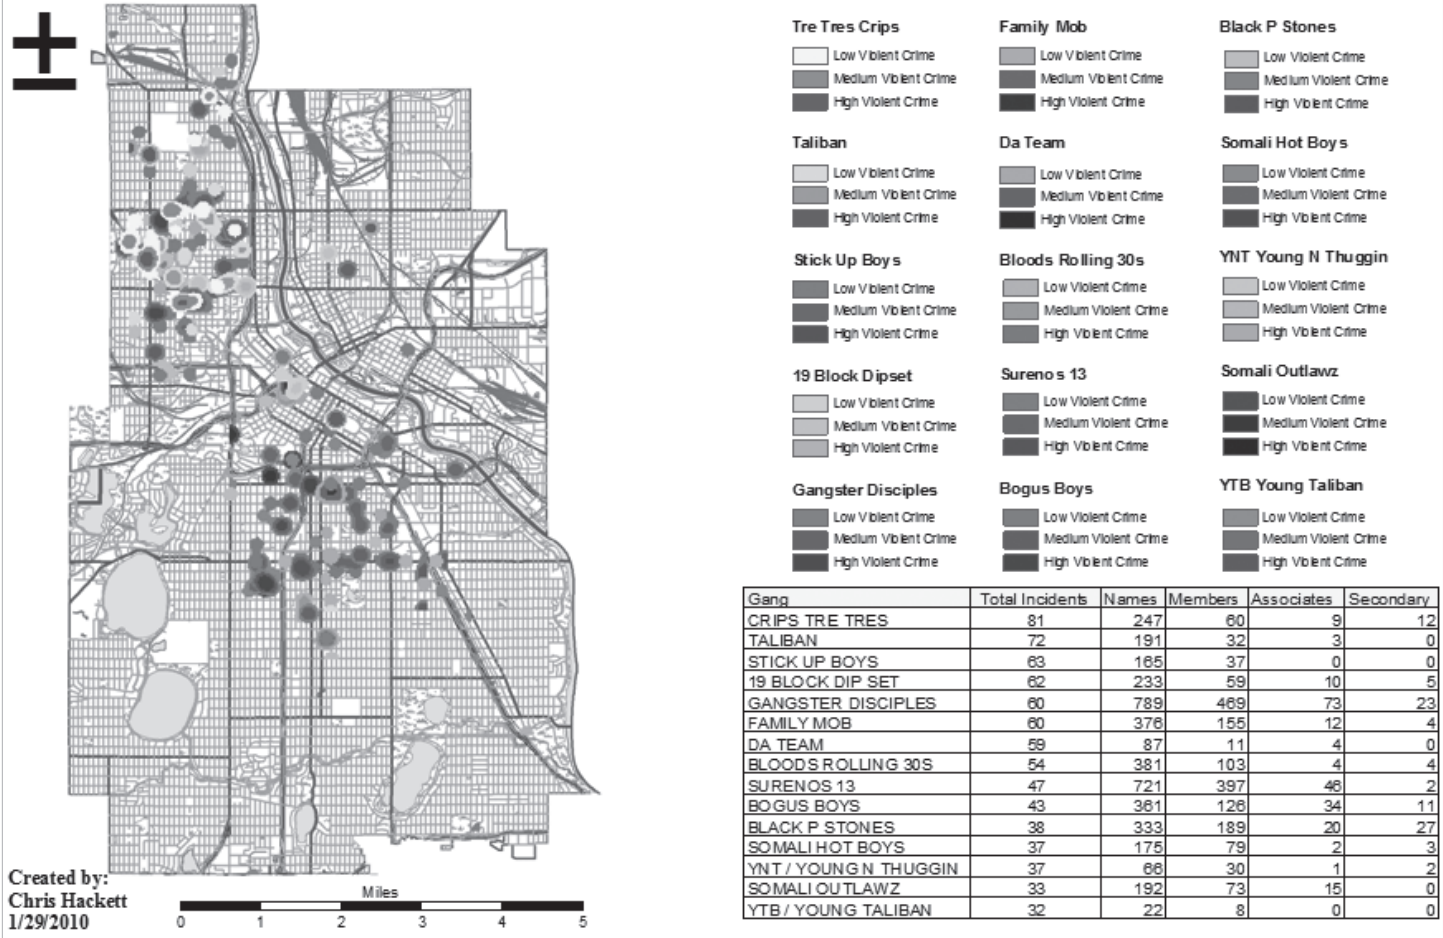 Tre Tres Crips
Low Violent Crime
Medium Violent Crime
High Violent Crime
Family Mob
Low Violent Crime
Medium Violent Crime
High Violent Crime
Black P Stones
Low Violent Crime
Medium Violent Crime
High Violent Crime
Taliban
Low Violent Crime
Medium Violent Crime
High Violent Crime
Da Team
Low Violent Crime
Medium Violent Crime
High Violent Crime
Somali Hot Boys
Low Violent Crime
Medium Violent Crime
High Violent Crime
Stick Up Boys
Low Violent Crime
Medium Violent Crime
High Violent Crime
Bloods Rolling 30s
Low Violent Crime
Medium Violent Crime
High Violent Crime
YNT Young N Thuggin
Low Violent Crime
Medium Violent Crime
High Violent Crime
19 Block Dipset
Low Violent Crime
Medium Violent Crime
High Violent Crime
Surenos 13
Low Violent Crime
Medium Violent Crime
High Violent Crime
Somali Outlawz
Low Violent Crime
Medium Violent Crime
High Violent Crime
Gangster Disciples
Low Violent Crime
Medium Violent Crime
High Violent Crime
Bogus Boys
Low Violent Crime
Medium Violent Crime
High Violent Crime
YTB Young Taliban
Low Violent Crime
Medium Violent Crime
High Violent Crime
Gang Total Incidents Names Members Associates Secondary
CRIPS TRE TRES 81 247 60 9 12
TALIBAN 72 191 32 3 0
STICK UP BOYS 63 165 37 0 0
19 BLOCK DIP SET 62 233 59 10 5
GANGSTER DISCIPLES 60 789 469 73 23
FAMILY MOB 60 376 155 12 4
DA TEAM 59 87 11 4 0
BLOODS ROLLING 30S 54 381 103 4 4
SURENOS 13 47 721 397 46 2
BOGUS BOYS 43 361 126 34 11
BLACK P STONES 38 333 189 20 27
SOMALI HOT BOYS 37 175 79 2 3
YNT / YOUNG N THUGGIN 37 66 30 1 2
SOMALI OUTLAWZ 33 192 73 15 0
YTB / YOUNG TALIBAN 32 22 8 0 0
Created by:
Chris Hackett
1/29/2010
Miles
0 1 2 3 4 5